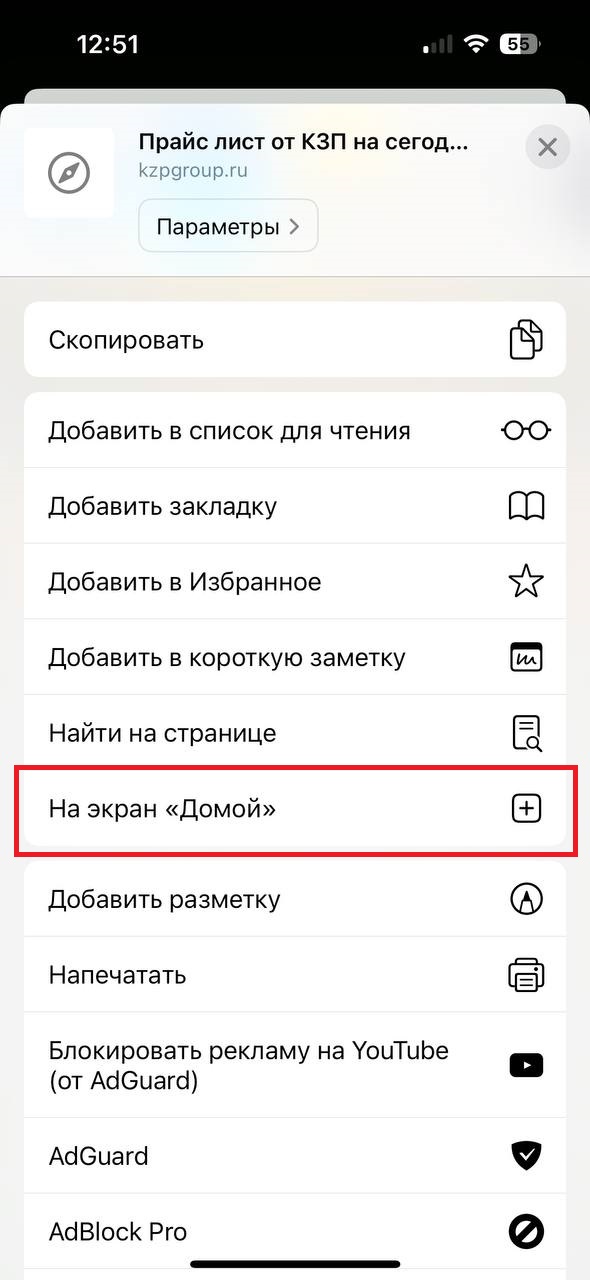 12:51
55
Прайс лист от КЗП на сегод...
kzpgroup.ru
Параметры
Скопировать
Добавить в список для чтения
Добавить закладку
Добавить в Избранное
Добавить в короткую заметку
Найти на странице
На экран «Домой»
Добавить разметку
Напечатать
Блокировать рекламу на YouTube
(от AdGuard)
AdGuard
AdBlock Pro